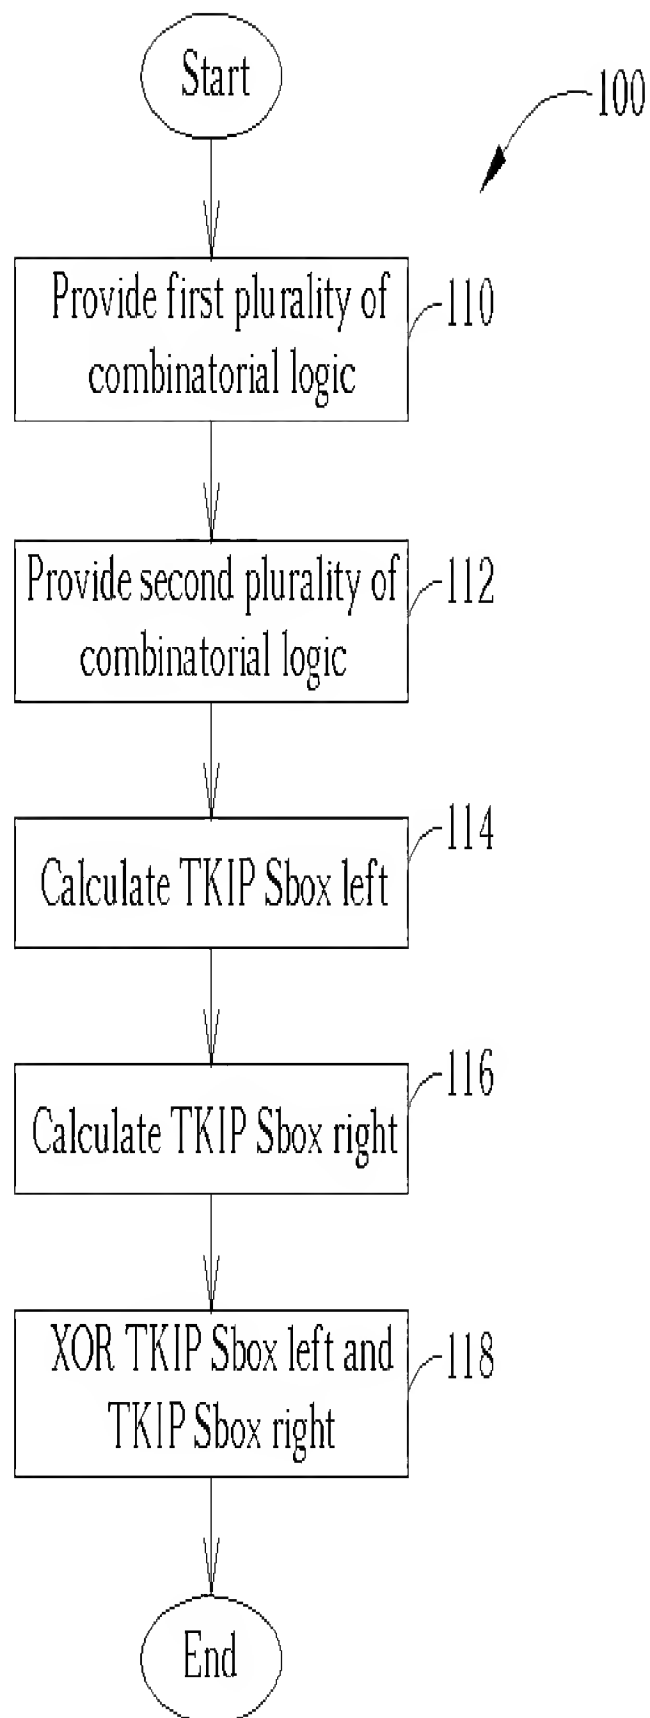 Start
100
Provide first plurality of
combinatorial logic
110
Provide second plurality of
combinatorial logic
112
Calculate TKIP Sbox left
114
Calculate TKIP Sbox right
116
XOR TKIP Sbox left and
TKIP Sbox right
118
End